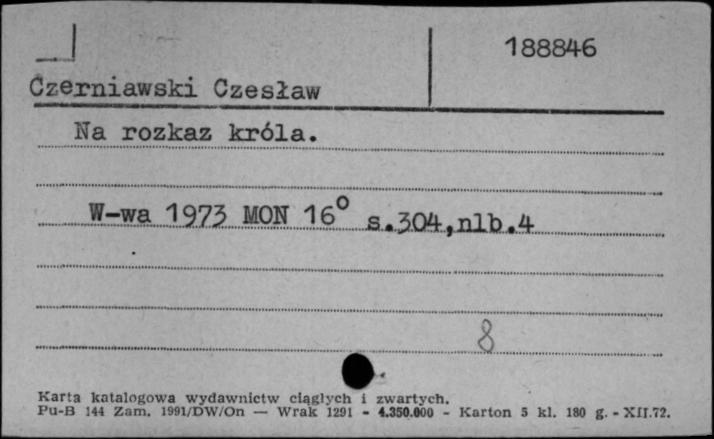 188846
Czerniawski Czesław
Na rozkaz króla.
W-wa 1973 MON 16° s.304,nlb.4
8
Karta katalogowa wydawnictw ciągłych i zwartych.
Pu-B 144 Zam. 1991/DW/On — Wrak 1291 - 4.350.000 - Karton 5 kl. 180 g. - XII.72.